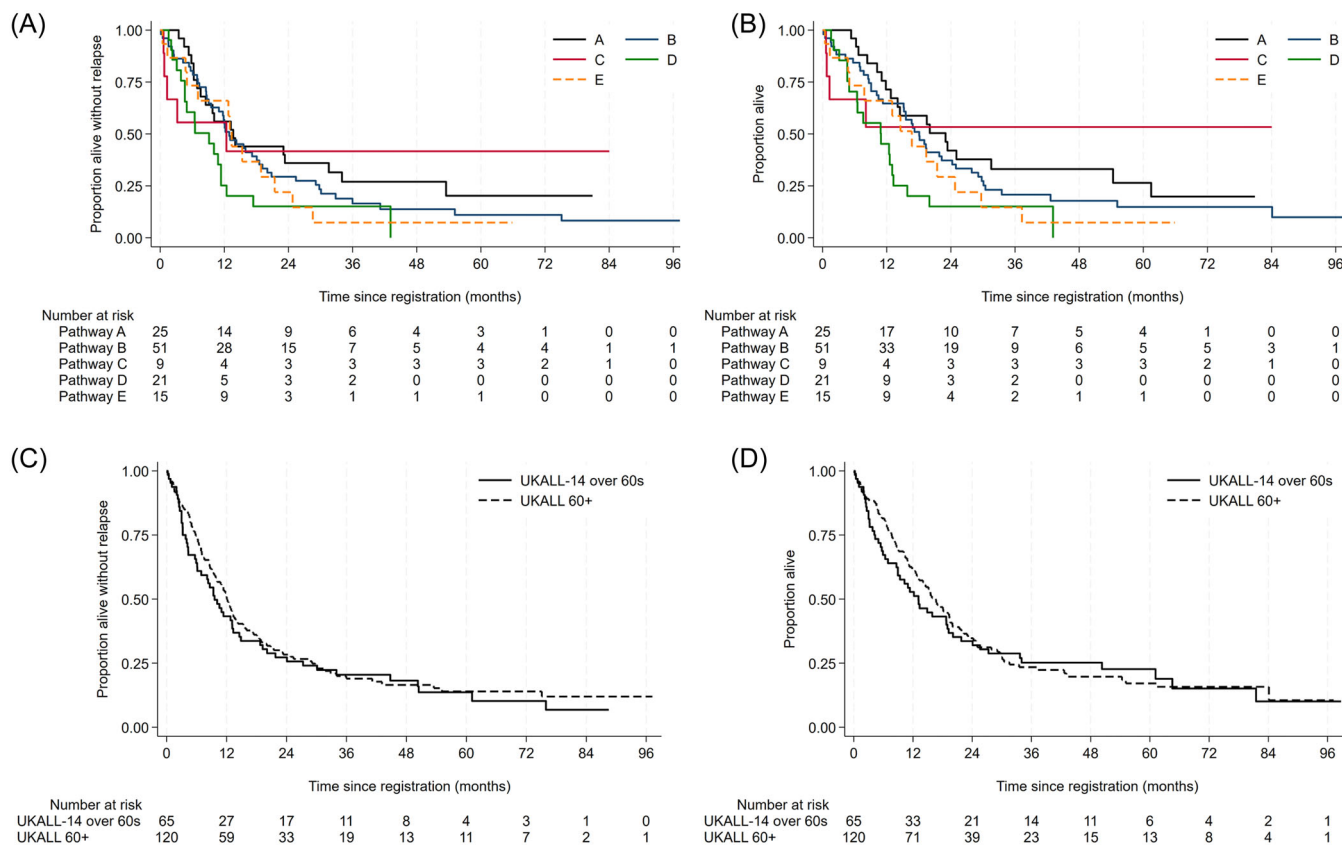 (A)
Proportion alive without relapse
1.00
0.75
0.50
0.25
0.00
A B
C D
E
0 12 24 36 48 60 72 84 96
Time since registration (months)
Number at risk
Pathway A 25 14 9 6 4 3 1 0 0
Pathway B 51 28 15 7 5 4 4 1 1
Pathway C 9 4 3 3 3 3 2 1 0
Pathway D 21 5 3 2 0 0 0 0 0
Pathway E 15 9 3 1 1 1 0 0 0
(B)
Proportion alive
1.00
0.75
0.50
0.25
0.00
A B
C D
E
0 12 24 36 48 60 72 84 96
Time since registration (months)
Number at risk
Pathway A 25 17 10 7 5 4 1 0 0
Pathway B 51 33 19 9 6 5 5 3 1
Pathway C 9 4 3 3 3 3 2 1 0
Pathway D 21 9 3 2 0 0 0 0 0
Pathway E 15 9 4 2 1 1 0 0 0
(C)
Proportion alive without relapse
1.00
0.75
0.50
0.25
0.00
UKALL-14 over 60s
UKALL 60+
0 12 24 36 48 60 72 84 96
Time since registration (months)
Number at risk
UKALL-14 over 60s 65 27 17 11 8 4 3 1 0
UKALL 60+ 120 59 33 19 13 11 7 2 1
(D)
Proportion alive
1.00
0.75
0.50
0.25
0.00
UKALL-14 over 60s
UKALL 60+
0 12 24 36 48 60 72 84 96
Time since registration (months)
Number at risk
UKALL-14 over 60s 65 33 21 14 11 6 4 2 1
UKALL 60+ 120 71 39 23 15 13 8 4 1